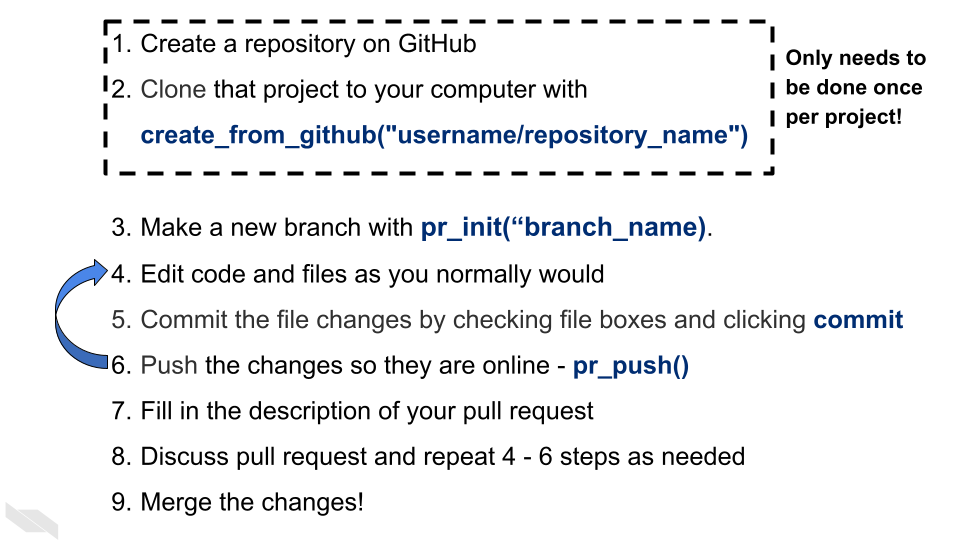 1. Create a repository on GitHub
2. Clone that project to your computer with
create_from_github("username/repository_name")
Only needs to
be done once
per project!
3. Make a new branch with pr_init(“branch_name).
4. Edit code and files as you normally would
5. Commit the file changes by checking file boxes and clicking commit
6. Push the changes so they are online - pr_push()
7. Fill in the description of your pull request
8. Discuss pull request and repeat 4 - 6 steps as needed
9. Merge the changes!